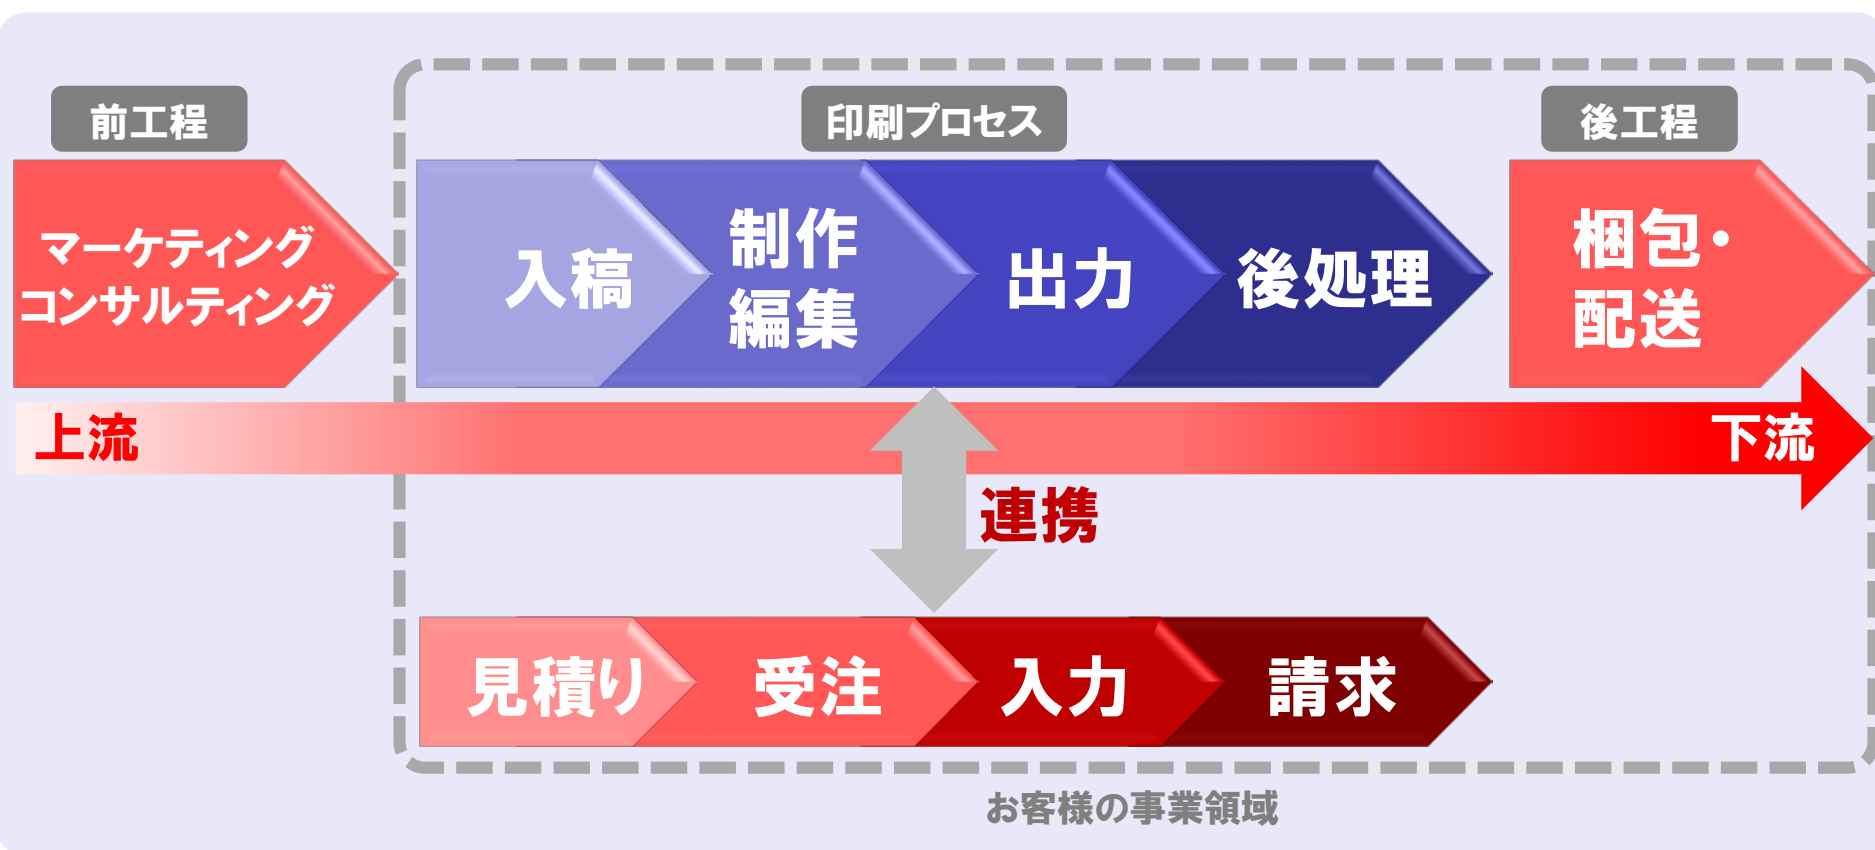 前工程
印刷プロセス
後工程
マーケティング
コンサルティング
入稿
制作
編集
出力
後処理
梱包・
配送
上流
下流
連携
見積り
受注
入力
請求
お客様の事業領域